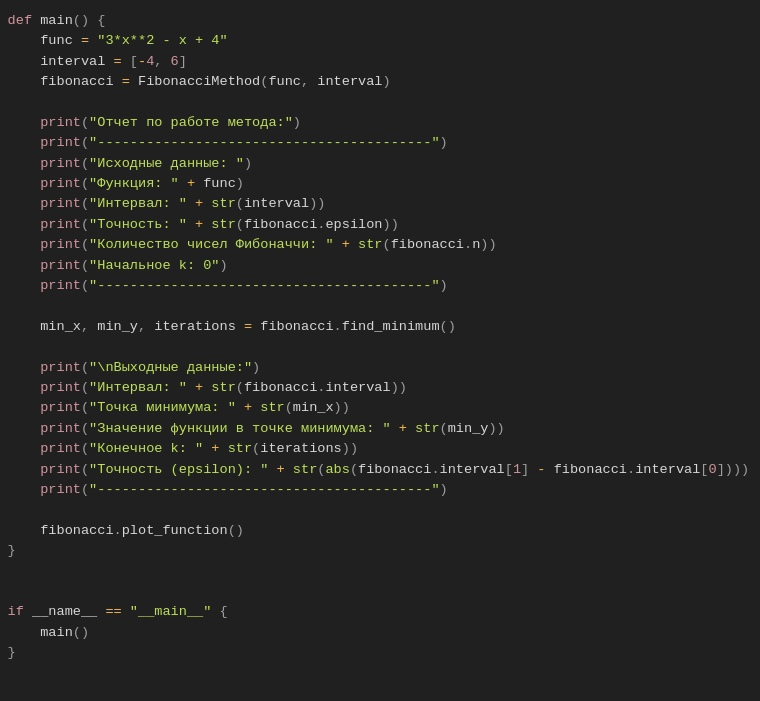 def main() {
    func = "3*x**2 - x + 4"
    interval = [-4, 6]
    fibonacci = FibonacciMethod(func, interval)

    print("Отчет по работе метода:")
    print("-----------------------------------------")
    print("Исходные данные: ")
    print("Функция: " + func)
    print("Интервал: " + str(interval))
    print("Точность: " + str(fibonacci.epsilon))
    print("Количество чисел Фибоначчи: " + str(fibonacci.n))
    print("Начальное k: 0")
    print("-----------------------------------------")

    min_x, min_y, iterations = fibonacci.find_minimum()

    print("\nВыходные данные:")
    print("Интервал: " + str(fibonacci.interval))
    print("Точка минимума: " + str(min_x))
    print("Значение функции в точке минимума: " + str(min_y))
    print("Конечное k: " + str(iterations))
    print("Точность (epsilon): " + str(abs(fibonacci.interval[1] - fibonacci.interval[0])))
    print("-----------------------------------------")

    fibonacci.plot_function()
}


if __name__ == "__main__" {
    main()
}